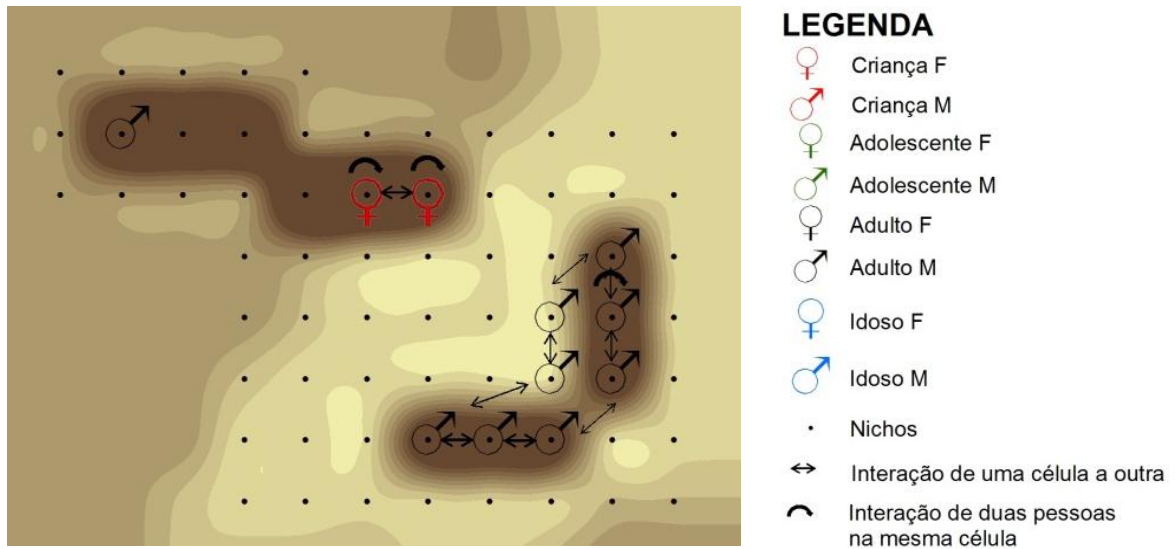 LEGENDA
Criança F
Criança M
Adolescente F
Adolescente M
Adulto F
Adulto M
Idoso F
Idoso M
Nichos
Interação de uma célula a outra
Interação de duas pessoas
na mesma célula